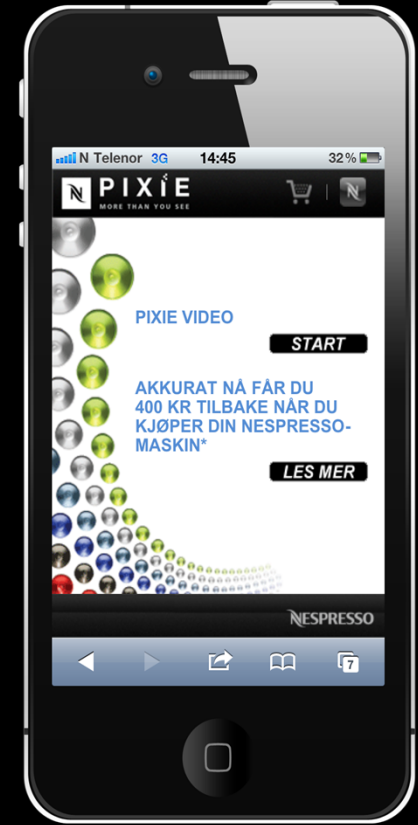 N Telenor 3G 14:45 32%
N PIXIE
MORE THAN YOU SEE
N
PIXIE VIDEO
START
AKKURAT NÅ FÅR DU
400 KR TILBAKE NÅR DU
KJØPER DIN NESPRESSO-
MASKIN*
LES MER
NESPRESSO
7